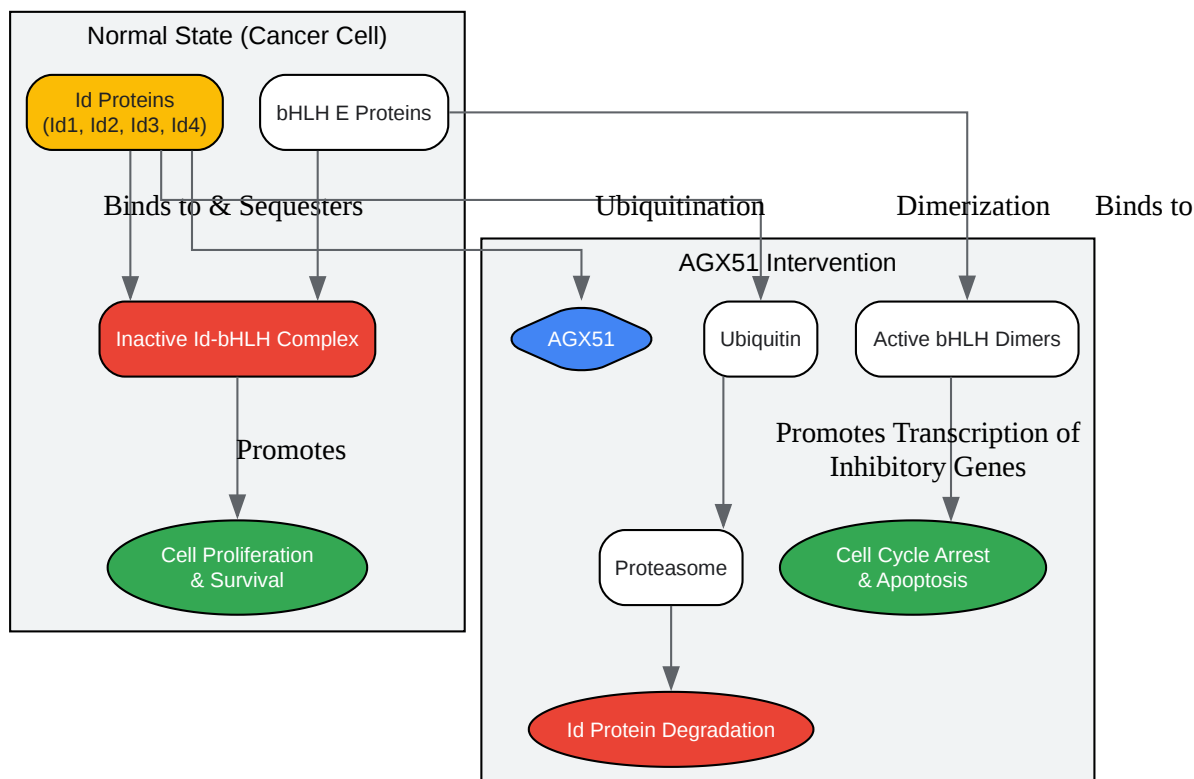 Normal State (Cancer Cell)
Id Proteins
(Id1, Id2, Id3, Id4)
bHLH E Proteins
Binds to & Sequesters
Ubiquitination
Dimerization
Binds to
AGX51 Intervention
Inactive Id-bHLH Complex
AGX51
Ubiquitin
Active bHLH Dimers
Promotes
Promotes Transcription of
Inhibitory Genes
Cell Proliferation
& Survival
Proteasome
Cell Cycle Arrest
& Apoptosis
Id Protein Degradation